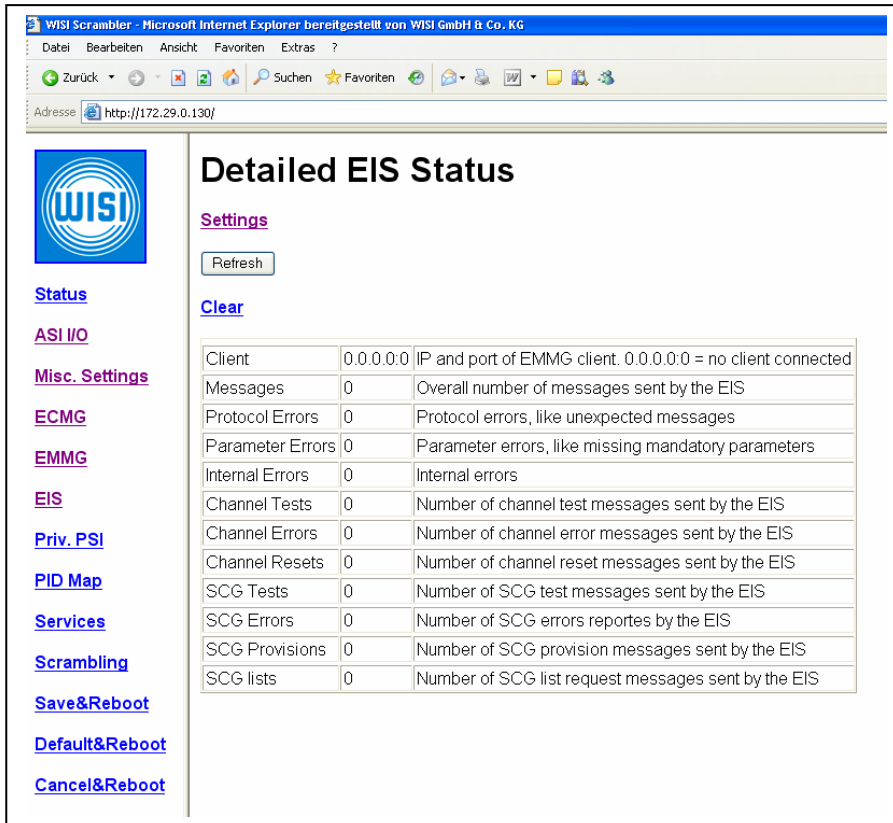 WISI Scrambler - Microsoft Internet Explorer bereitgestellt von WISI GmbH & Co. KG
Datei Bearbeiten Ansicht Favoriten Extras ?
Zurück Suchen Favoriten
Adresse http://172.29.0.130/
WISI
Status
ASI I/O
Misc. Settings
ECMG
EMMG
EIS
Priv. PSI
PID Map
Services
Scrambling
Save&Reboot
Default&Reboot
Cancel&Reboot
Detailed EIS Status
Settings
Refresh
Clear
Client 0.0.0.0:0 IP and port of EMMG client. 0.0.0.0:0 = no client connected
Messages 0 Overall number of messages sent by the EIS
Protocol Errors 0 Protocol errors, like unexpected messages
Parameter Errors 0 Parameter errors, like missing mandatory parameters
Internal Errors 0 Internal errors
Channel Tests 0 Number of channel test messages sent by the EIS
Channel Errors 0 Number of channel error messages sent by the EIS
Channel Resets 0 Number of channel reset messages sent by the EIS
SCG Tests 0 Number of SCG test messages sent by the EIS
SCG Errors 0 Number of SCG errors reportes by the EIS
SCG Provisions 0 Number of SCG provision messages sent by the EIS
SCG lists 0 Number of SCG list request messages sent by the EIS